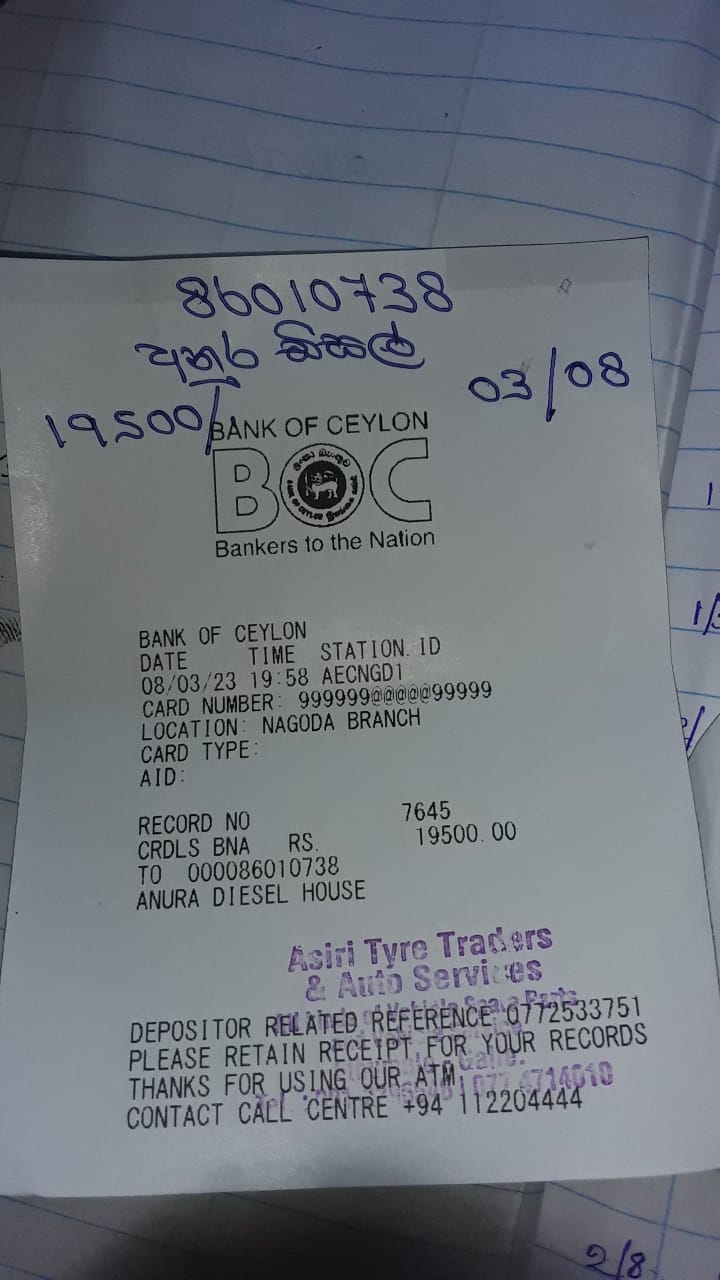 86010738
අනුර ඩීසල්
03/08
19500/
BANK OF CEYLON
BOC
Bankers to the Nation
BANK OF CEYLON
DATE TIME STATION.ID
08/03/23 19:58 AECNGD1
CARD NUMBER: 999999@@@@@99999
LOCATION: NAGODA BRANCH
CARD TYPE:
AID:
RECORD NO 7645
CRDLS BNA RS. 19500.00
TO 000086010738
ANURA DIESEL HOUSE
Asiri Tyre Traders
& Auto Services
DEPOSITOR RELATED REFERENCE 0772533751
PLEASE RETAIN RECEIPT FOR YOUR RECORDS
THANKS FOR USING OUR ATM
CONTACT CALL CENTRE +94 112204444
2/8